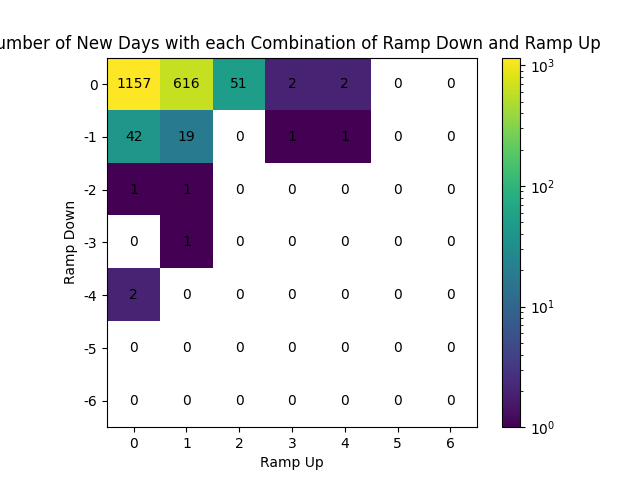 umber of New Days with each Combination of Ramp Down and Ramp Up
0 1157 616 51 2 2 0 0
-1 42 19 0 1 1 0 0
-2 1 1 0 0 0 0 0
-3 0 1 0 0 0 0 0
-4 2 0 0 0 0 0 0
-5 0 0 0 0 0 0 0
-6 0 0 0 0 0 0 0
0 1 2 3 4 5 6
Ramp Up
Ramp Down
10³
10²
10¹
10⁰